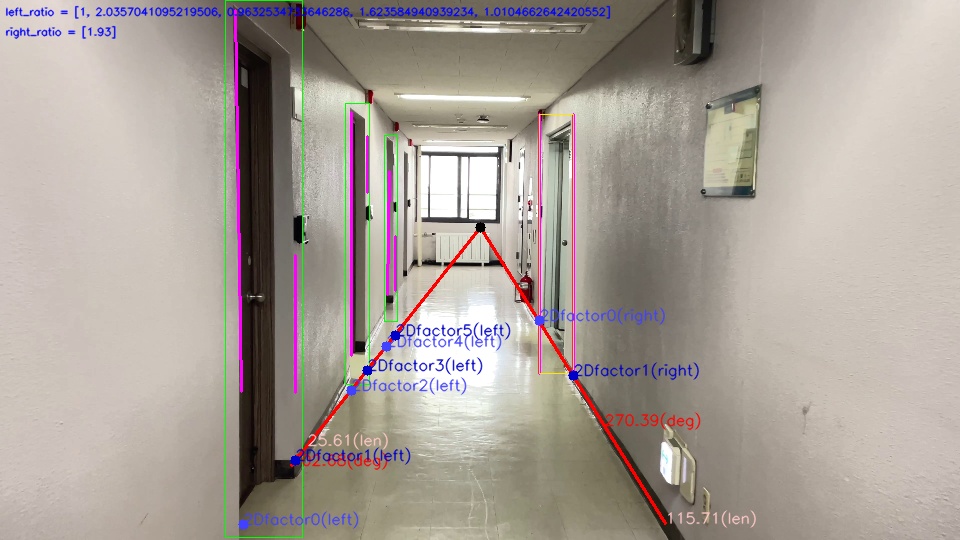 left_ratio = [1, 2.0357041095219506, 0.9632534723646286, 1.623584940939234, 1.0104662642420552]
right_ratio = [1.93]
2Dfactor0(right)
2Dfactor5(left)
2Dfactor4(left)
2Dfactor3(left)
2Dfactor1(right)
2Dfactor2(left)
270.39(deg)
25.61(len)
2Dfactor1(left)
2Dfactor0(left)
115.71(len)